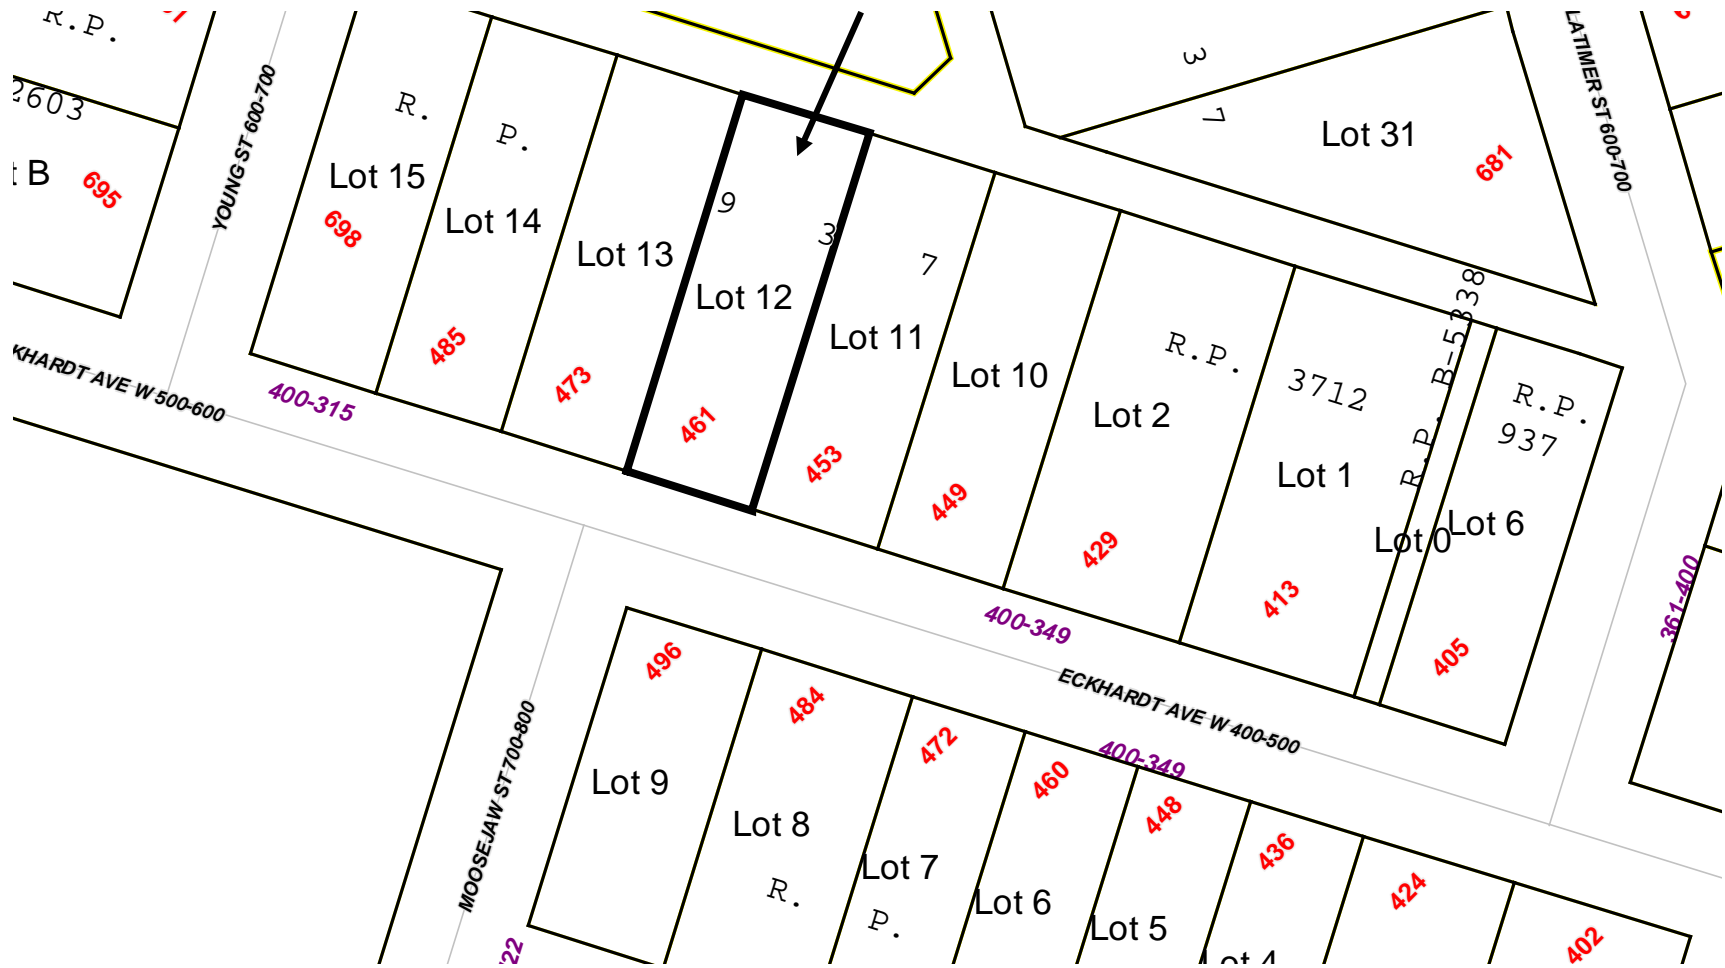 R.P.
2603
B
695
YOUNG ST 600-700
R.
P.
Lot 15
698
Lot 14
485
Lot 13
473
9
3
7
Lot 12
461
Lot 11
453
Lot 10
449
R.P.
3712
Lot 2
429
Lot 1
413
R.P. B-5338
Lot 0
R.P.
937
Lot 6
405
3
7
Lot 31
681
LATIMER ST 600-700
361-400
KHARDT AVE W 500-600
400-315
400-349
ECKHARDT AVE W 400-500
400-349
MOOSEJAW ST 700-800
22
496
Lot 9
484
Lot 8
R.
P.
472
Lot 7
460
Lot 6
448
Lot 5
436
Lot 4
424
402